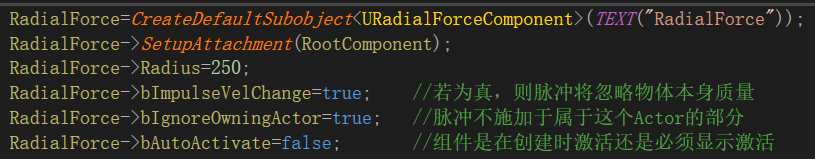 RadialForce=CreateDefaultSubobject<URadialForceComponent>(TEXT("RadialForce"));
RadialForce->SetupAttachment(RootComponent);
RadialForce->Radius=250;
RadialForce->bImpulseVelChange=true;    //若为真，则脉冲将忽略物体本身质量
RadialForce->bIgnoreOwningActor=true;   //脉冲不施加于属于这个Actor的部分
RadialForce->bAutoActivate=false;       //组件是在创建时激活还是必须显示激活